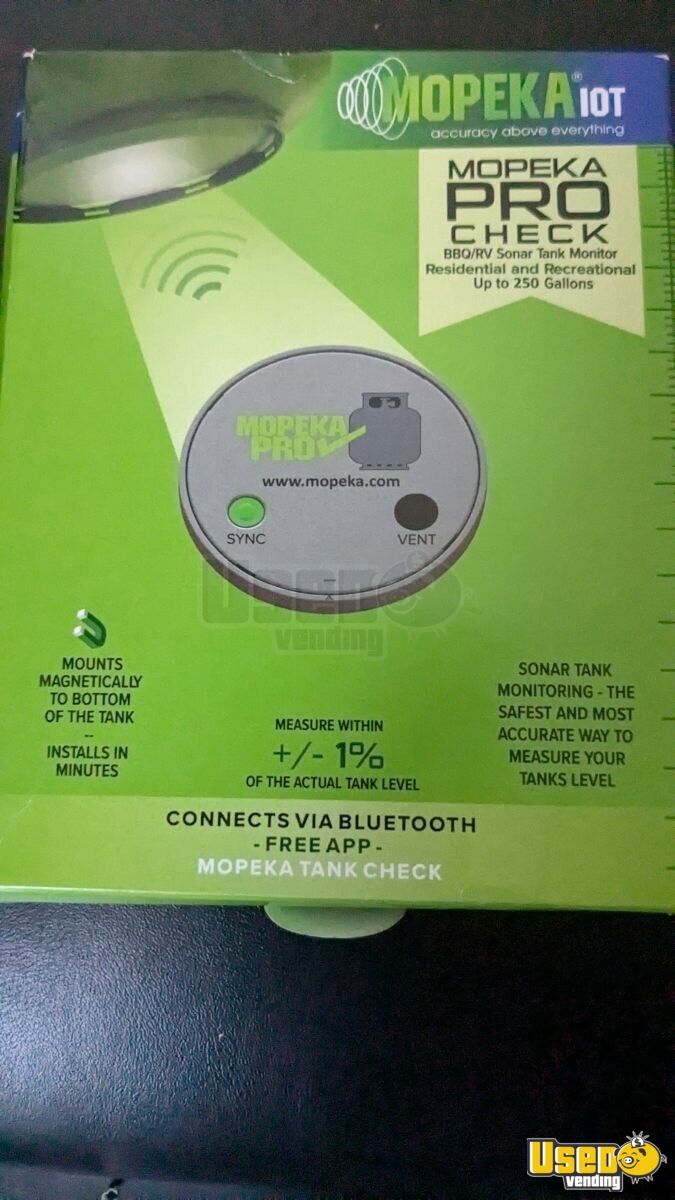 MOPEKA® IOT
accuracy above everything
MOPEKA
PRO
CHECK
BBQ/RV Sonar Tank Monitor
Residential and Recreational
Up to 250 Gallons
MOPEKA
PRO
www.mopeka.com
SYNC
VENT
USED
vending
MOUNTS
MAGNETICALLY
TO BOTTOM
OF THE TANK
--
INSTALLS IN
MINUTES
MEASURE WITHIN
+/- 1%
OF THE ACTUAL TANK LEVEL
SONAR TANK
MONITORING - THE
SAFEST AND MOST
ACCURATE WAY TO
MEASURE YOUR
TANKS LEVEL
CONNECTS VIA BLUETOOTH
- FREE APP -
MOPEKA TANK CHECK
USED
vending